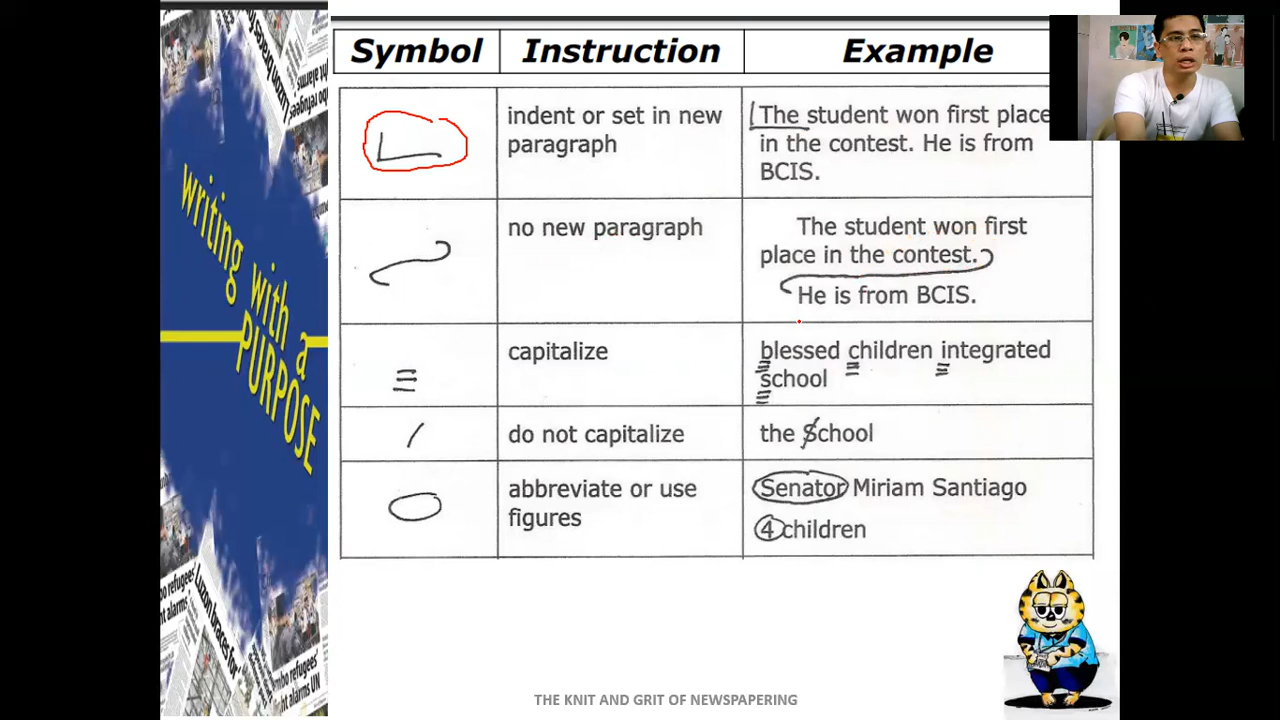 Symbol Instruction Example
indent or set in new
paragraph
The student won first place
in the contest. He is from
BCIS.
no new paragraph
The student won first
place in the contest.
He is from BCIS.
capitalize
blessed children integrated
school
do not capitalize
the School
abbreviate or use
figures
Senator Miriam Santiago
4 children
writing with a
PURPOSE
THE KNIT AND GRIT OF NEWSPAPERING